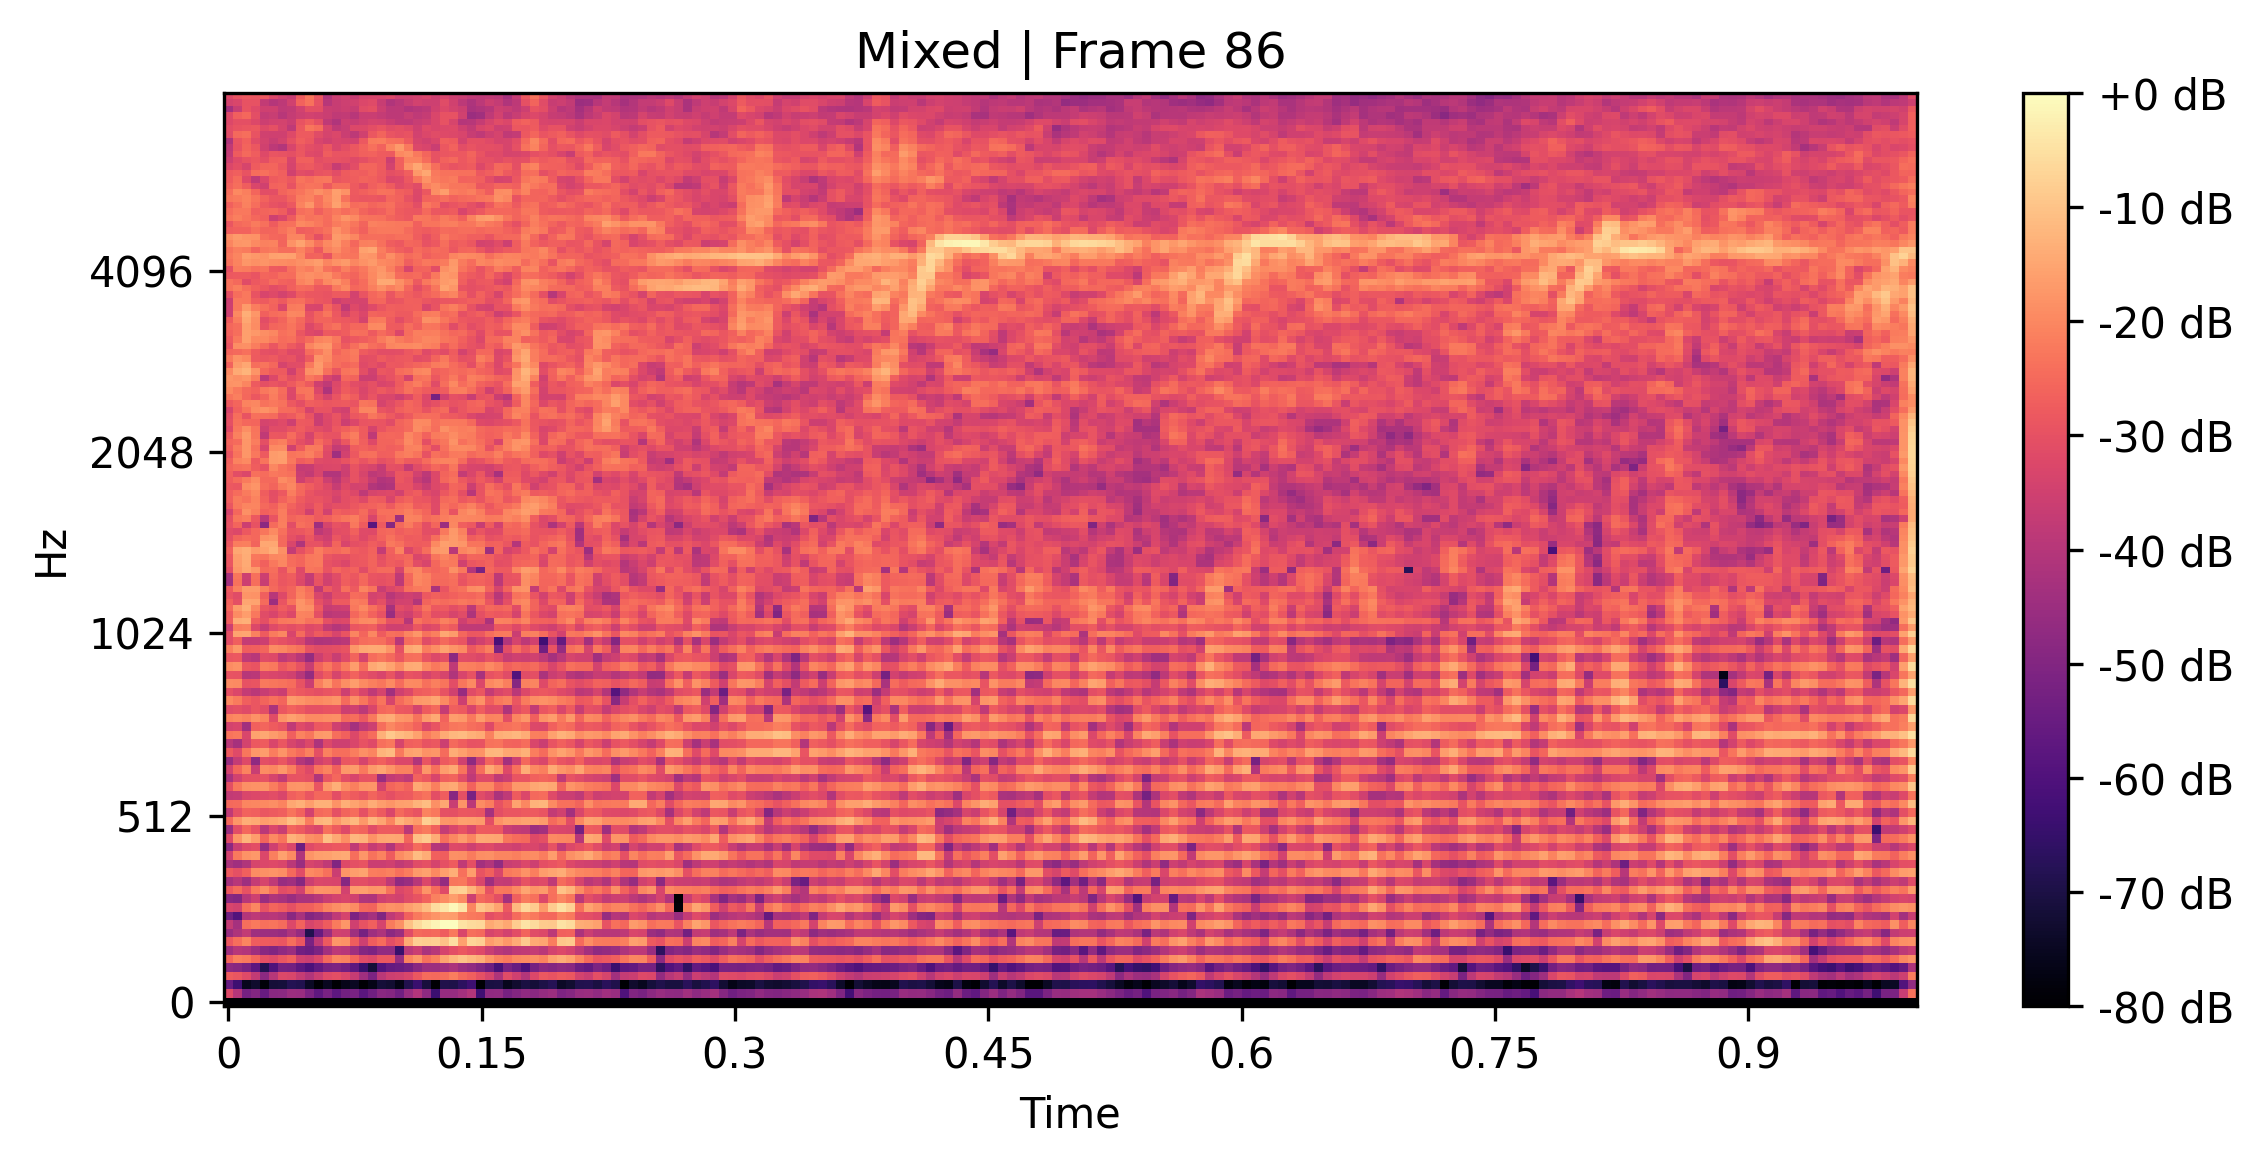 Mixed | Frame 86
+0 dB
-10 dB
-20 dB
-30 dB
-40 dB
-50 dB
-60 dB
-70 dB
-80 dB
Hz
4096
2048
1024
512
0
0 0.15 0.3 0.45 0.6 0.75 0.9
Time